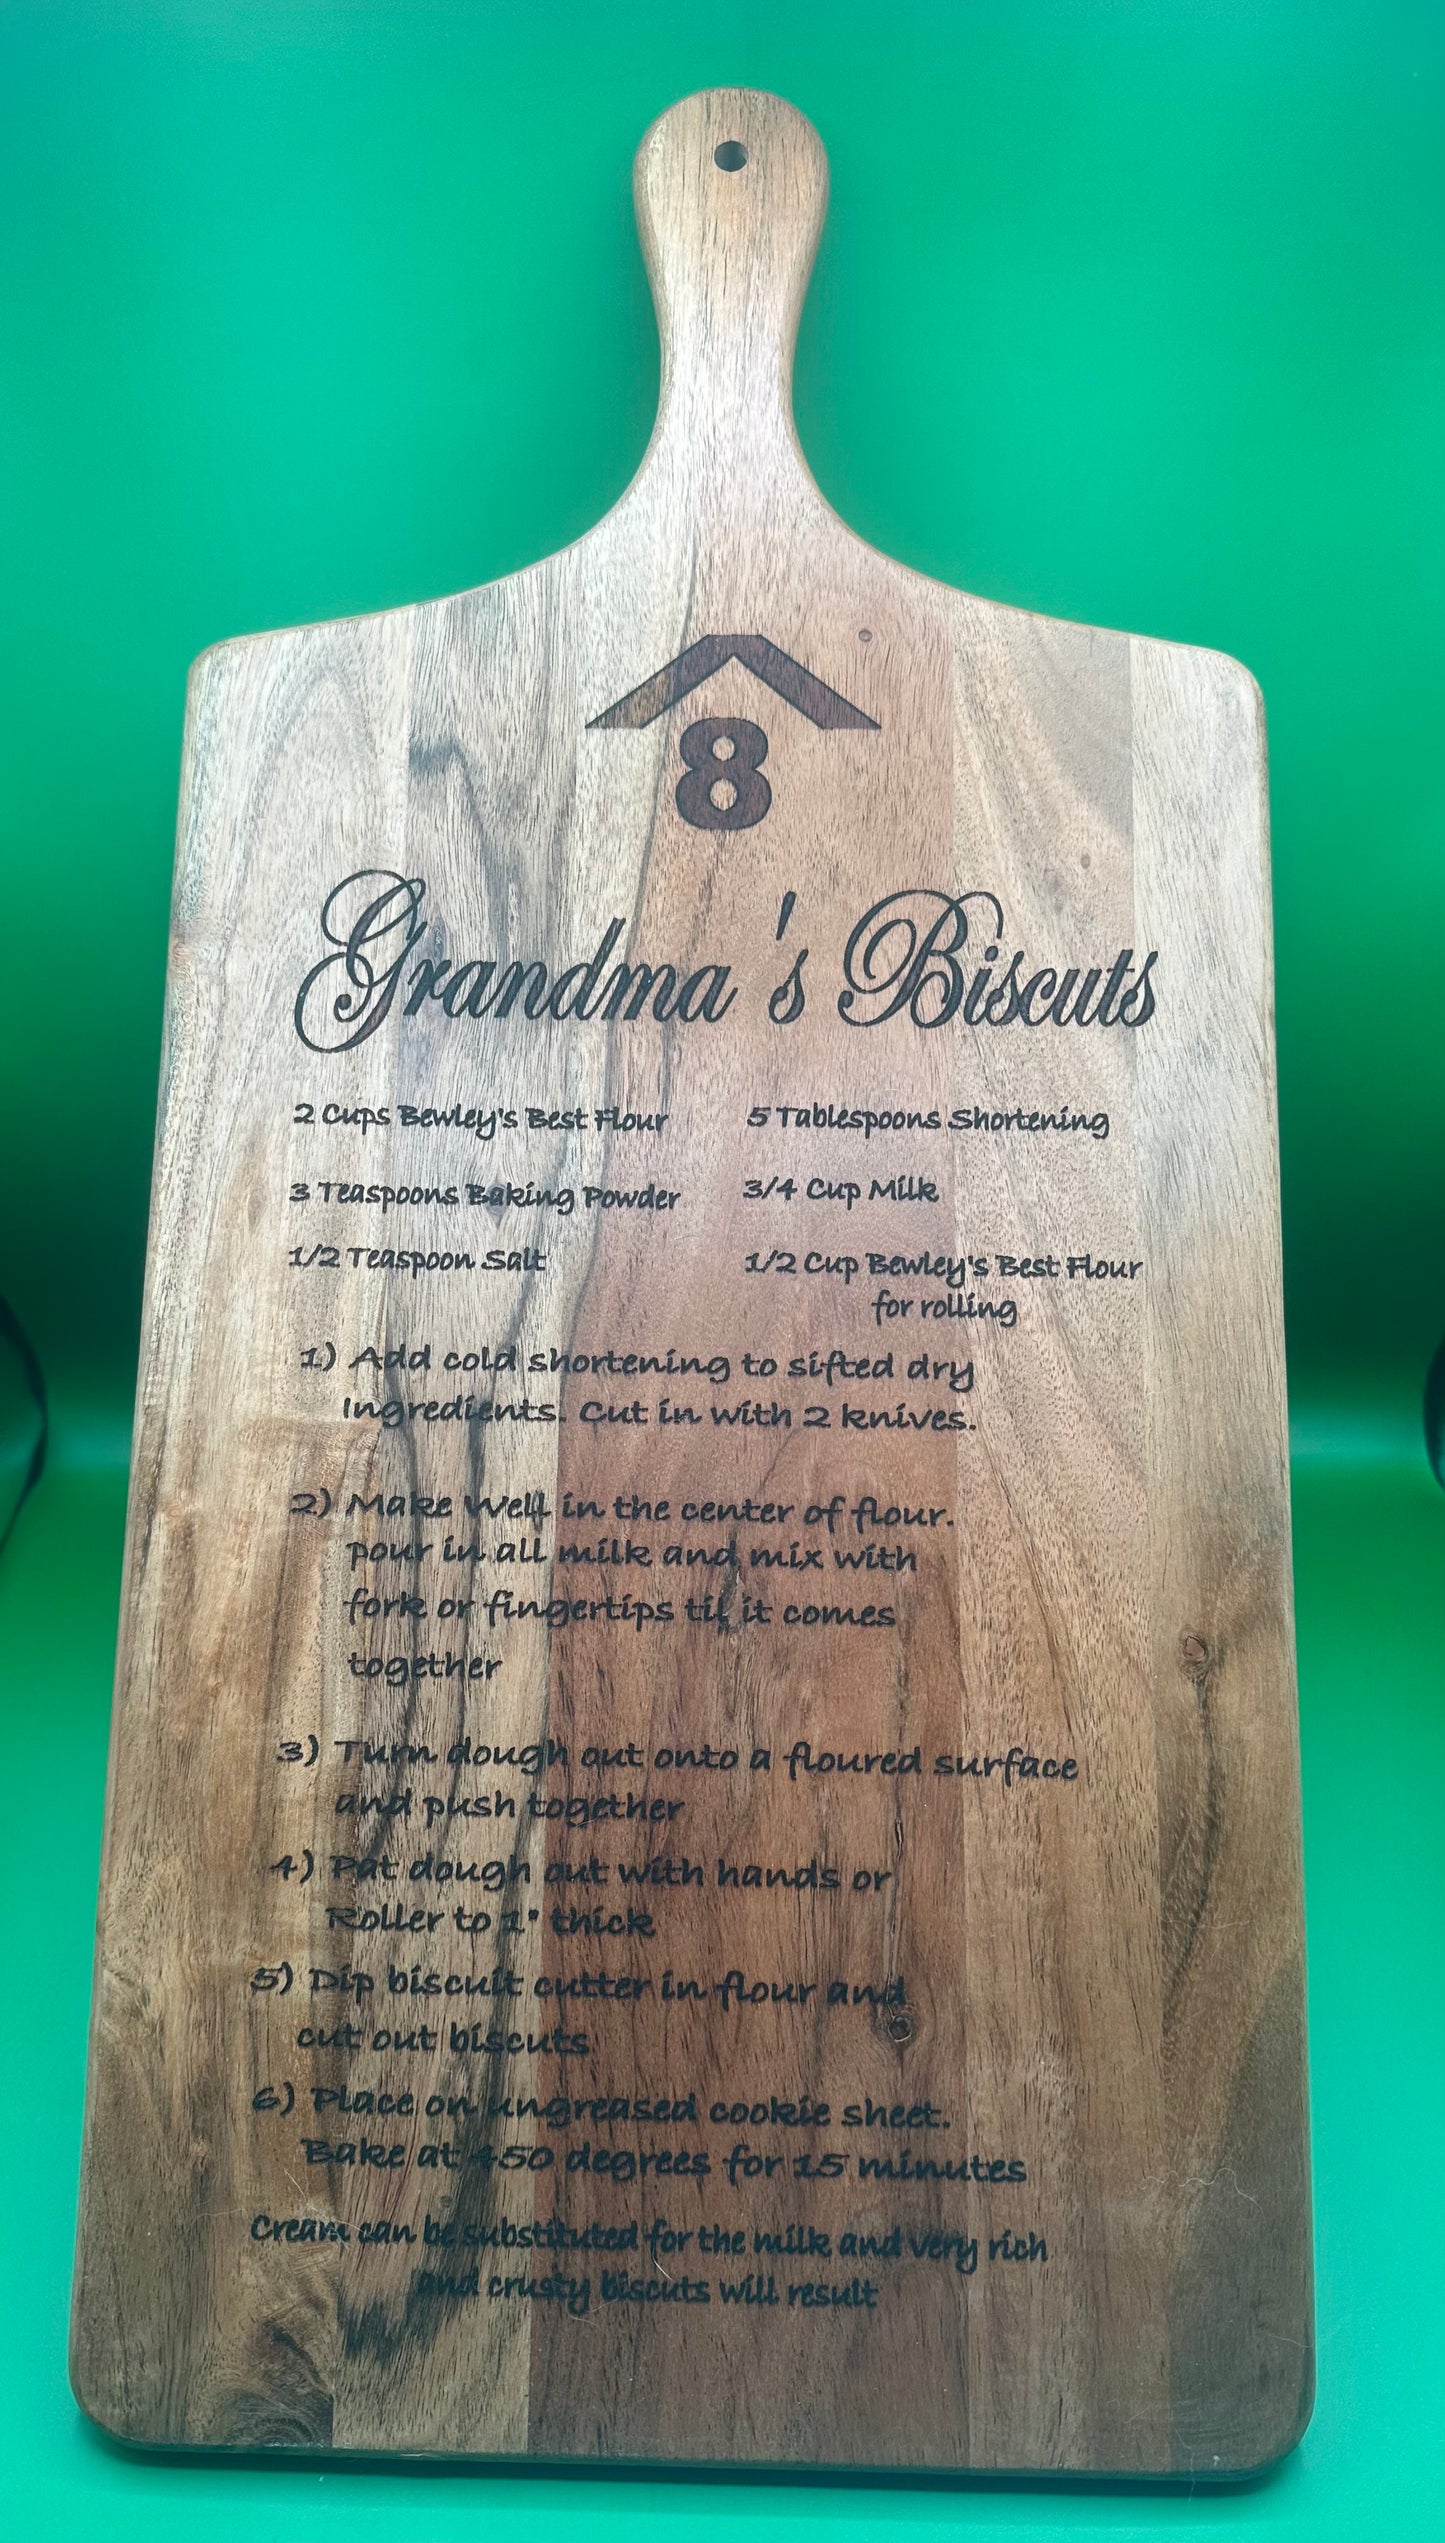 8
Grandma's Biscuts
2 Cups Bewley's Best Flour
3 Teaspoons Baking Powder
1/2 Teaspoon Salt
5 Tablespoons Shortening
3/4 Cup Milk
1/2 Cup Bewley's Best Flour
for rolling
1) Add cold shortening to sifted dry
Ingredients. Cut in with 2 knives.
2) Make Well in the center of flour.
pour in all milk and mix with
fork or fingertips til it comes
together
3) Turn dough out onto a floured surface
and push together
4) Pat dough out with hands or
Roller to 1" thick
5) Dip biscuit cutter in flour and
cut out biscuts
6) Place on ungreased cookie sheet.
Bake at 450 degrees for 15 minutes
Cream can be substituted for the milk and very rich
and crusty biscuts will result